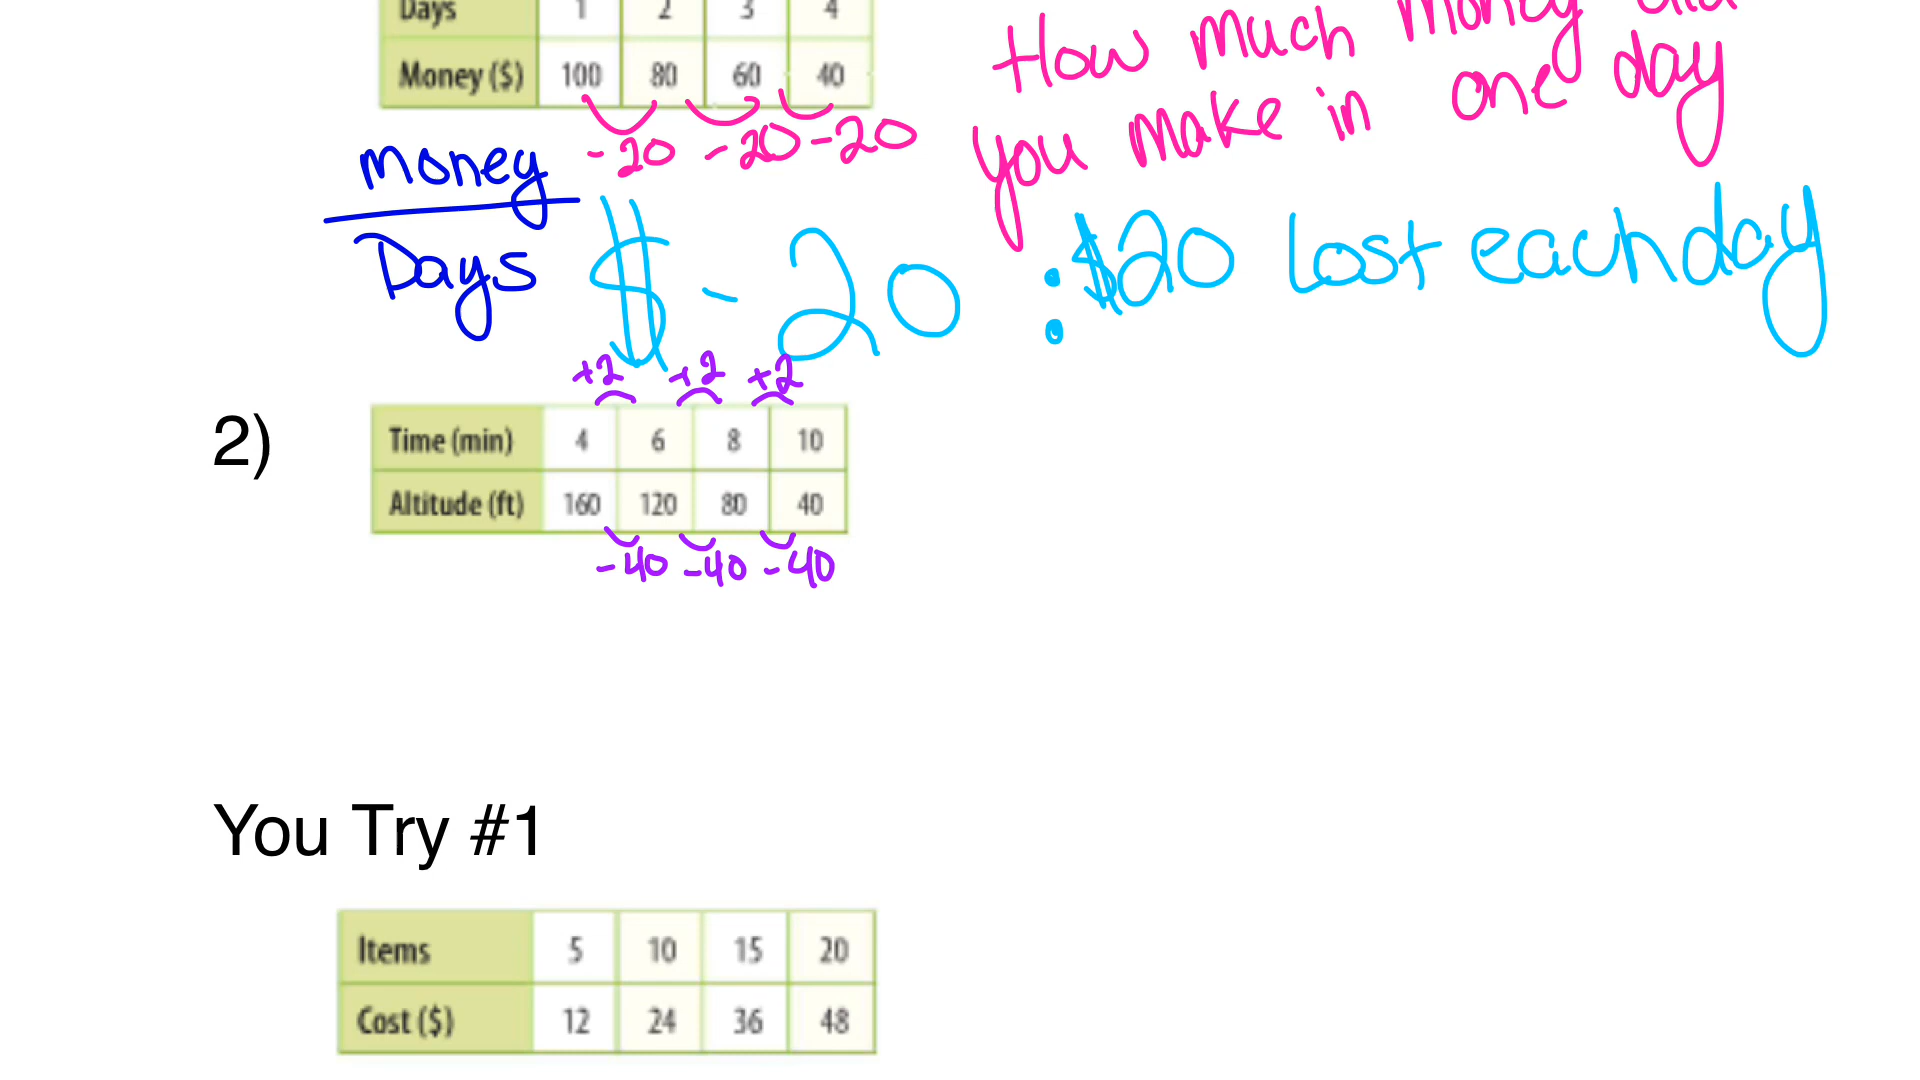 Days 1 2 3 4
Money ($) 100 80 60 40
-20 -20 -20
How much money did
you make in one day
Money
Days
$ -20 : $20 lost each day
+2 +2 +2
2)
Time (min) 4 6 8 10
Altitude (ft) 160 120 80 40
-40 -40 -40
You Try #1
Items 5 10 15 20
Cost ($) 12 24 36 48